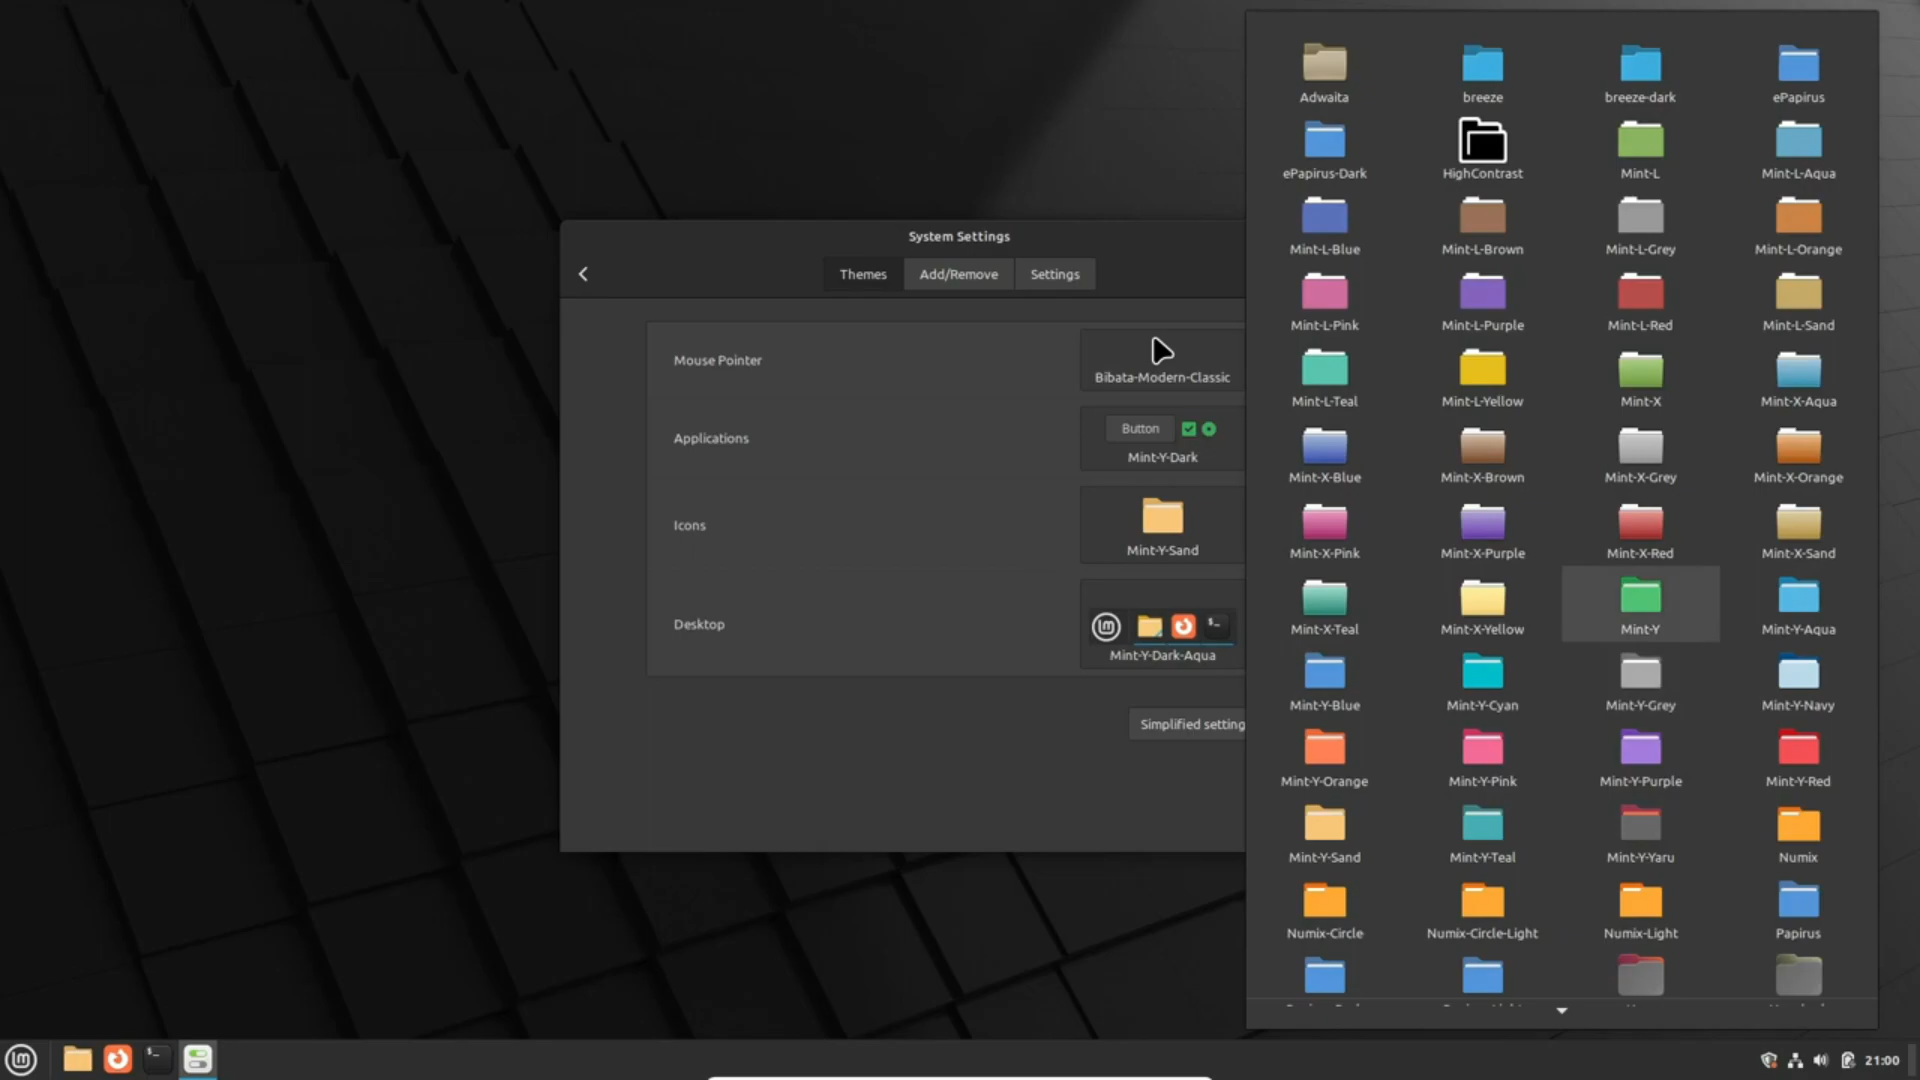 System Settings
Themes
Add/Remove
Settings
Mouse Pointer
Bibata-Modern-Classic
Applications
Button
Mint-Y-Dark
Icons
Mint-Y-Sand
Desktop
Mint-Y-Dark-Aqua
Simplified setting
Adwaita
breeze
breeze-dark
ePapirus
ePapirus-Dark
HighContrast
Mint-L
Mint-L-Aqua
Mint-L-Blue
Mint-L-Brown
Mint-L-Grey
Mint-L-Orange
Mint-L-Pink
Mint-L-Purple
Mint-L-Red
Mint-L-Sand
Mint-L-Teal
Mint-L-Yellow
Mint-X
Mint-X-Aqua
Mint-X-Blue
Mint-X-Brown
Mint-X-Grey
Mint-X-Orange
Mint-X-Pink
Mint-X-Purple
Mint-X-Red
Mint-X-Sand
Mint-X-Teal
Mint-X-Yellow
Mint-Y
Mint-Y-Aqua
Mint-Y-Blue
Mint-Y-Cyan
Mint-Y-Grey
Mint-Y-Navy
Mint-Y-Orange
Mint-Y-Pink
Mint-Y-Purple
Mint-Y-Red
Mint-Y-Sand
Mint-Y-Teal
Mint-Y-Yaru
Numix
Numix-Circle
Numix-Circle-Light
Numix-Light
Papirus
21:00